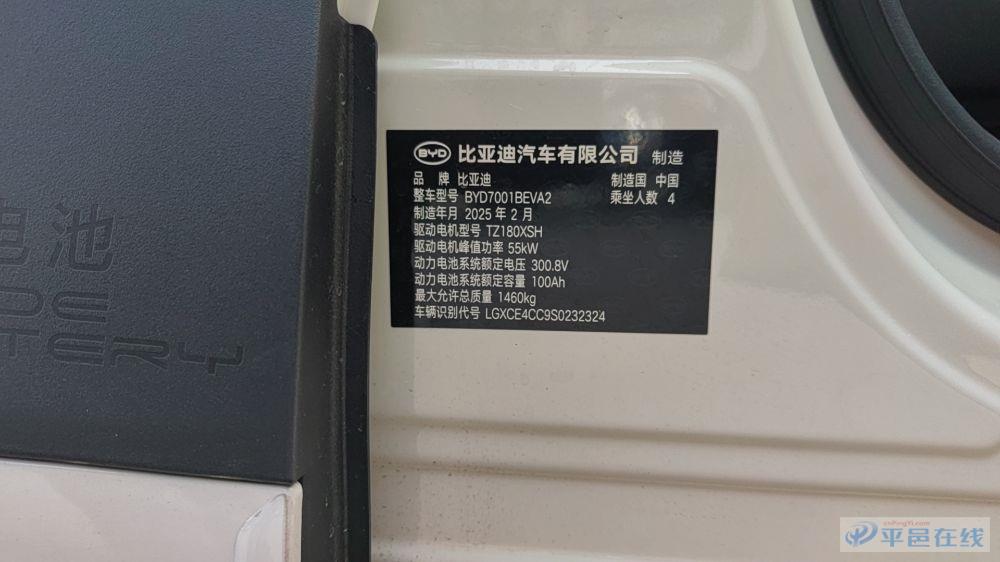 BYD 比亚迪汽车有限公司 制造
品 牌 比亚迪 制造国 中国
整车型号 BYD7001BEVA2 乘坐人数 4
制造年月 2025 年 2 月
驱动电机型号 TZ180XSH
驱动电机峰值功率 55kW
动力电池系统额定电压 300.8V
动力电池系统额定容量 100Ah
最大允许总质量 1460kg
车辆识别代号 LGXCE4CC9S0232324
电池
ERY
cnPingYi.com
平邑在线